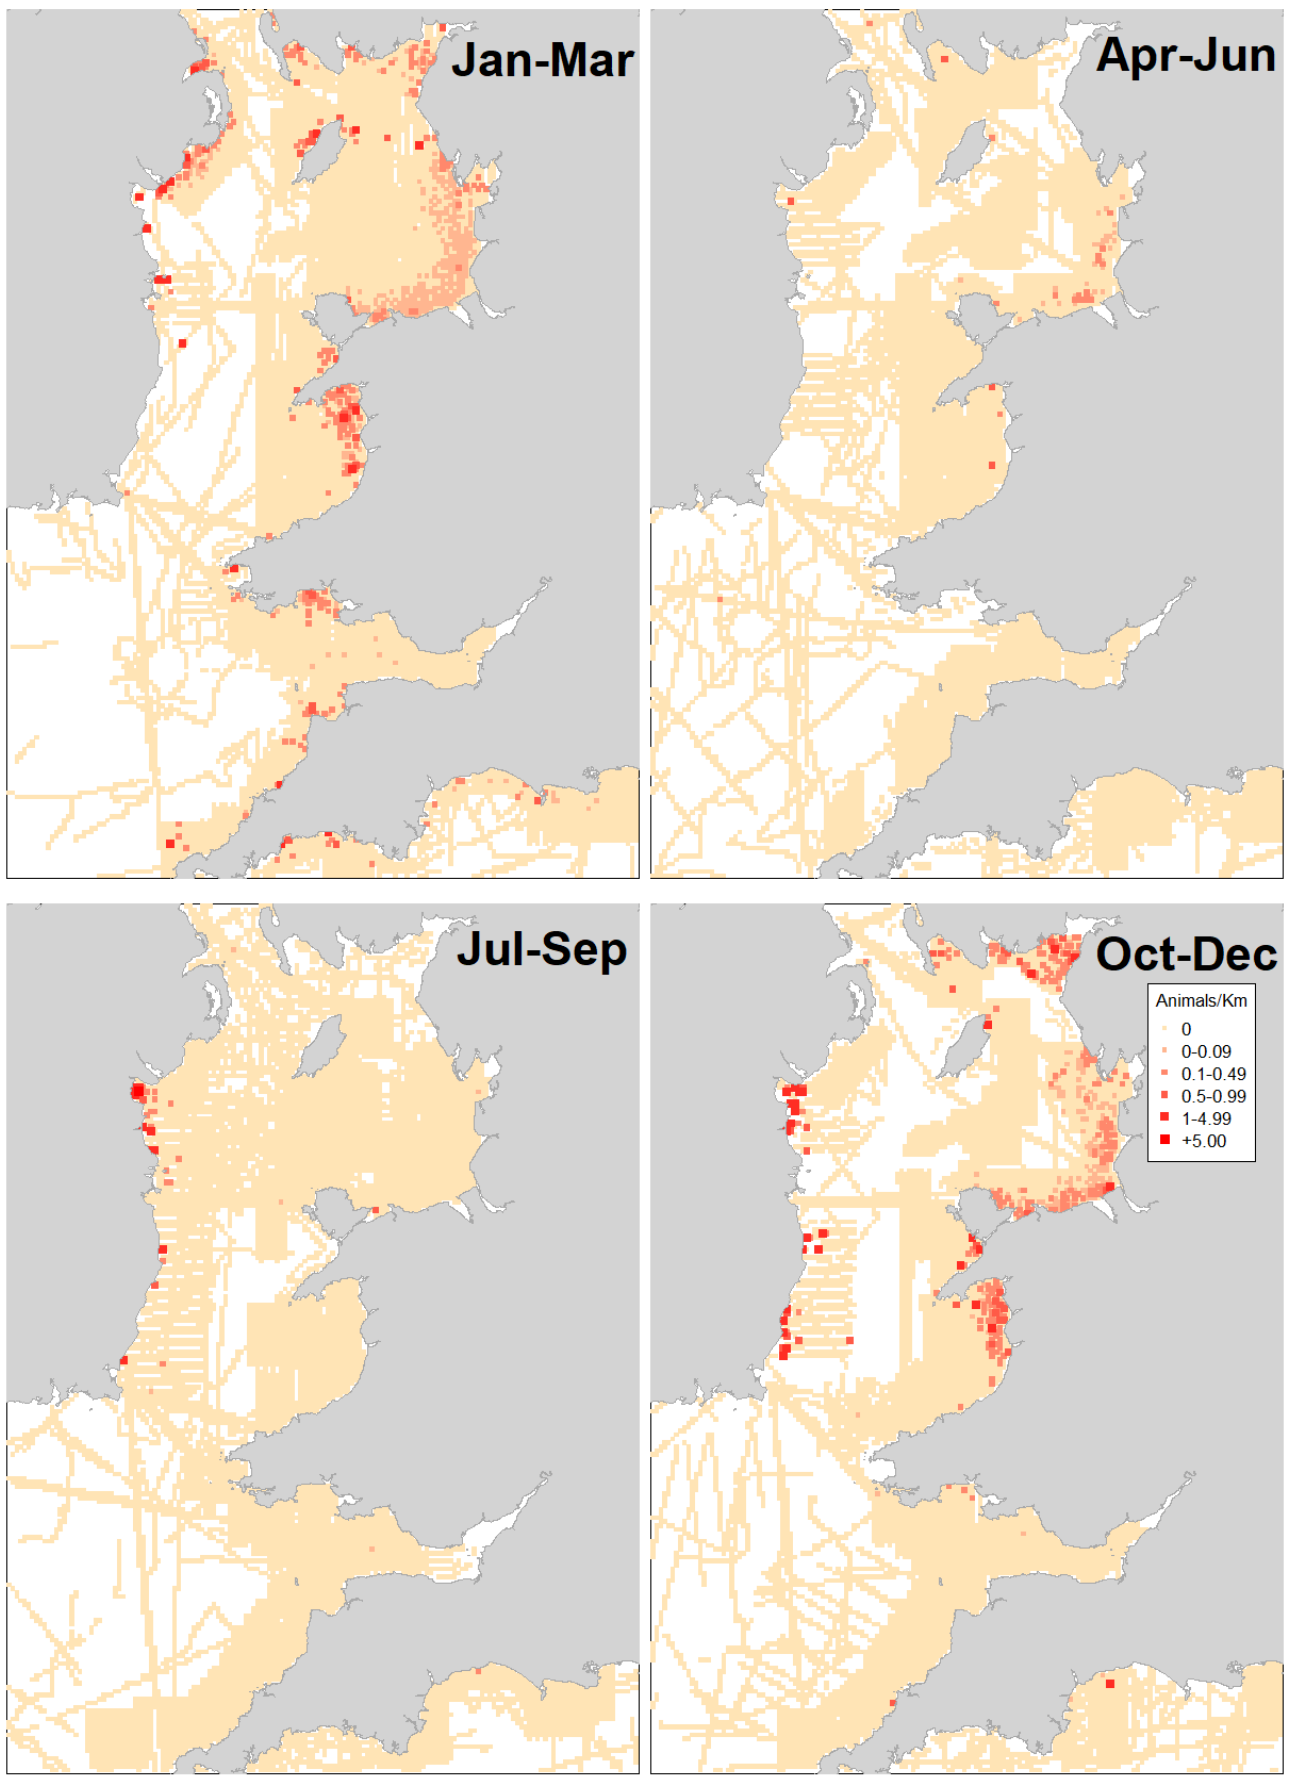 Jan-Mar
Apr-Jun
Jul-Sep
Oct-Dec
Animals/Km
0
0-0.09
0.1-0.49
0.5-0.99
1-4.99
+5.00